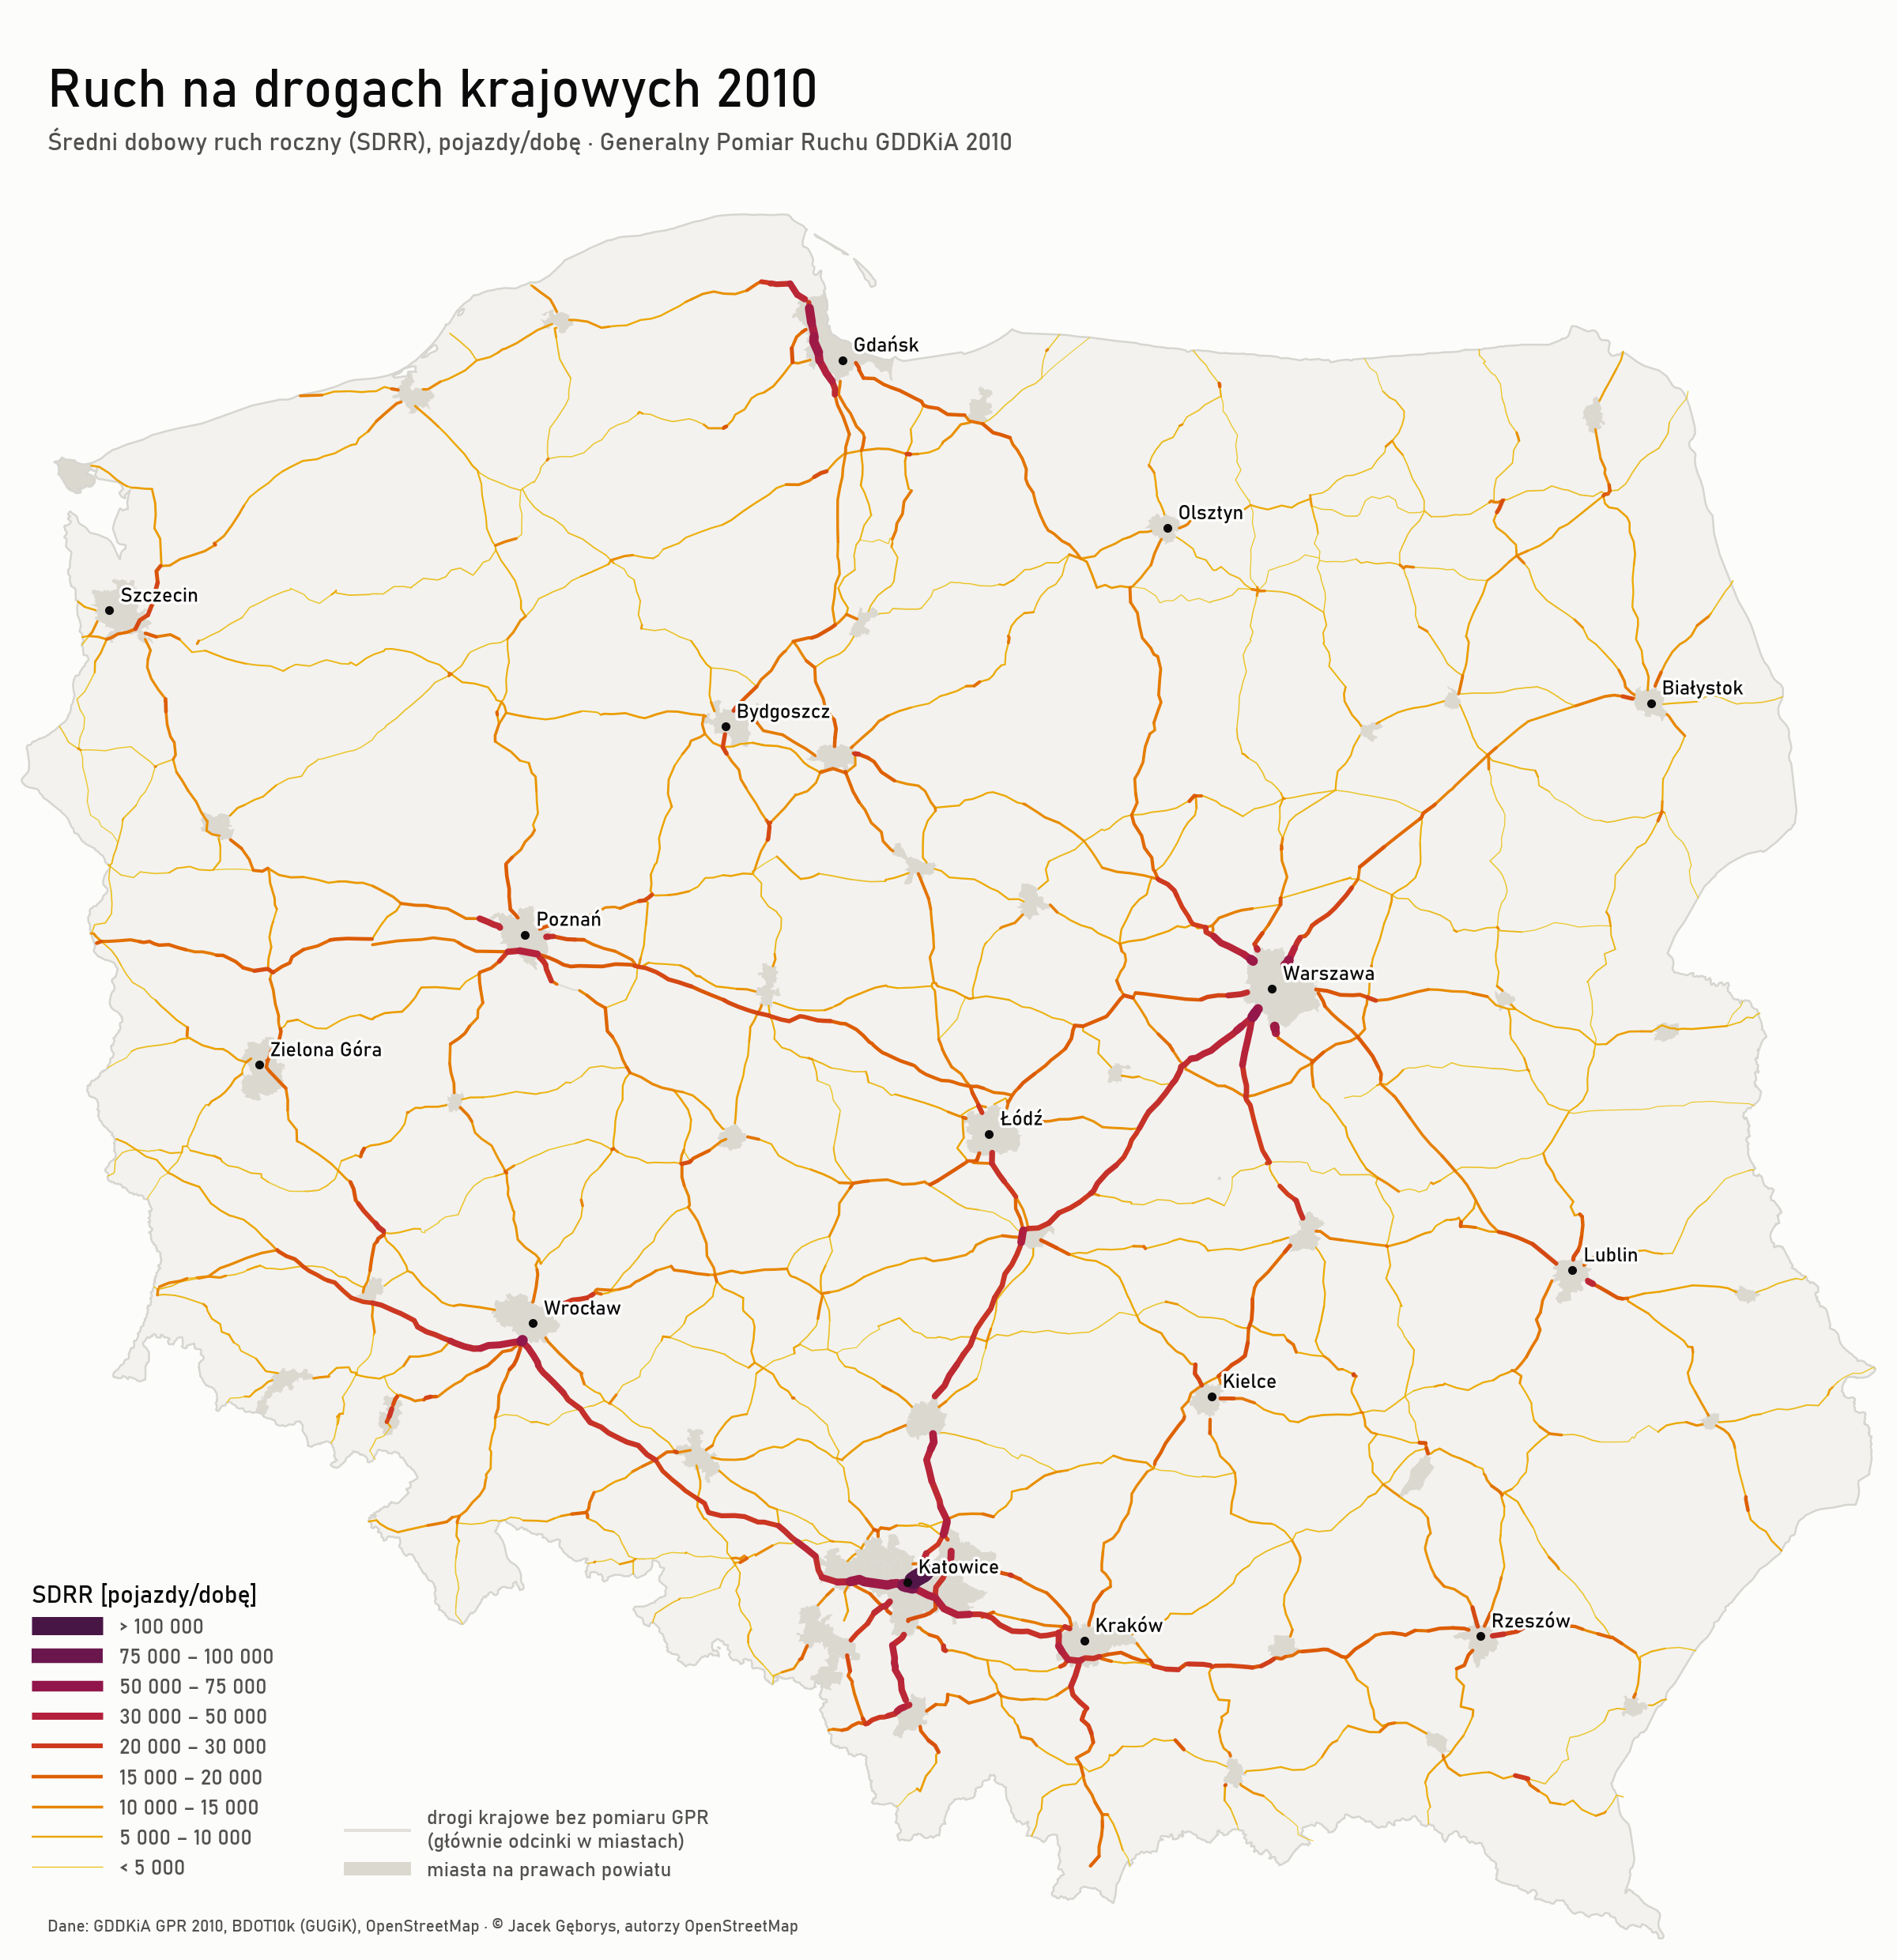 Ruch na drogach krajowych 2010
Średni dobowy ruch roczny (SDRR), pojazdy/dobę · Generalny Pomiar Ruchu GDDKiA 2010
Gdańsk
Olsztyn
Szczecin
Białystok
Bydgoszcz
Poznań
Warszawa
Zielona Góra
Łódź
Lublin
Wrocław
Kielce
Katowice
Kraków
Rzeszów
SDRR [pojazdy/dobę]
> 100 000
75 000 – 100 000
50 000 – 75 000
30 000 – 50 000
20 000 – 30 000
15 000 – 20 000
10 000 – 15 000
5 000 – 10 000
< 5 000
drogi krajowe bez pomiaru GPR
(głównie odcinki w miastach)
miasta na prawach powiatu
Dane: GDDKiA GPR 2010, BDOT10k (GUGiK), OpenStreetMap · © Jacek Gęborys, autorzy OpenStreetMap